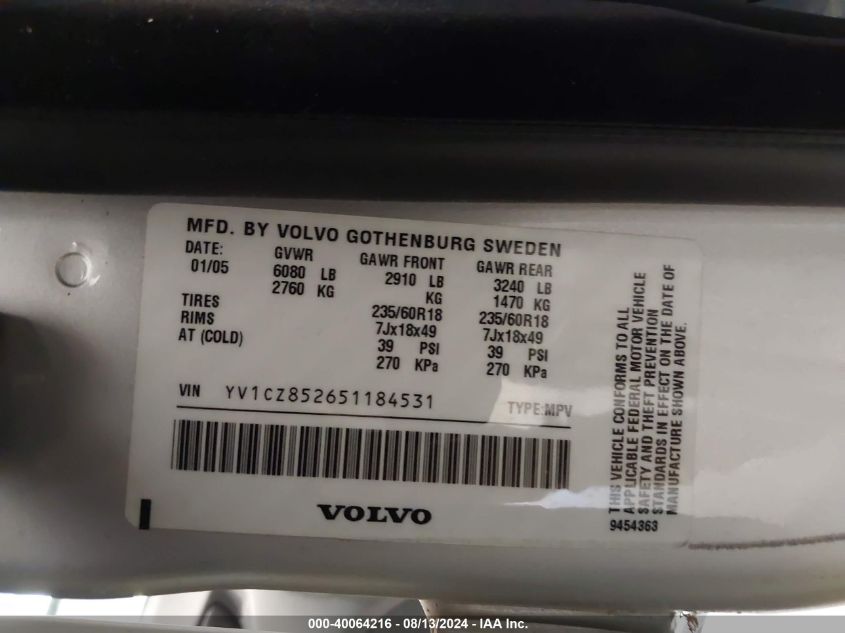 MFD. BY VOLVO GOTHENBURG SWEDEN
DATE: GVWR GAWR FRONT GAWR REAR
01/05 6080 LB 2910 LB 3240 LB
2760 KG KG 1470 KG
TIRES 235/60R18 235/60R18
RIMS 7Jx18x49 7Jx18x49
AT (COLD) 39 PSI 39 PSI
270 KPa 270 KPa
VIN YV1CZ852651184531 TYPE:MPV
VOLVO
THIS VEHICLE CONFORMS TO ALL
APPLICABLE FEDERAL MOTOR VEHICLE
SAFETY AND THEFT PREVENTION
STANDARDS IN EFFECT ON THE DATE OF
MANUFACTURE SHOWN ABOVE.
9454363
000-40064216 - 08/13/2024 - IAA Inc.